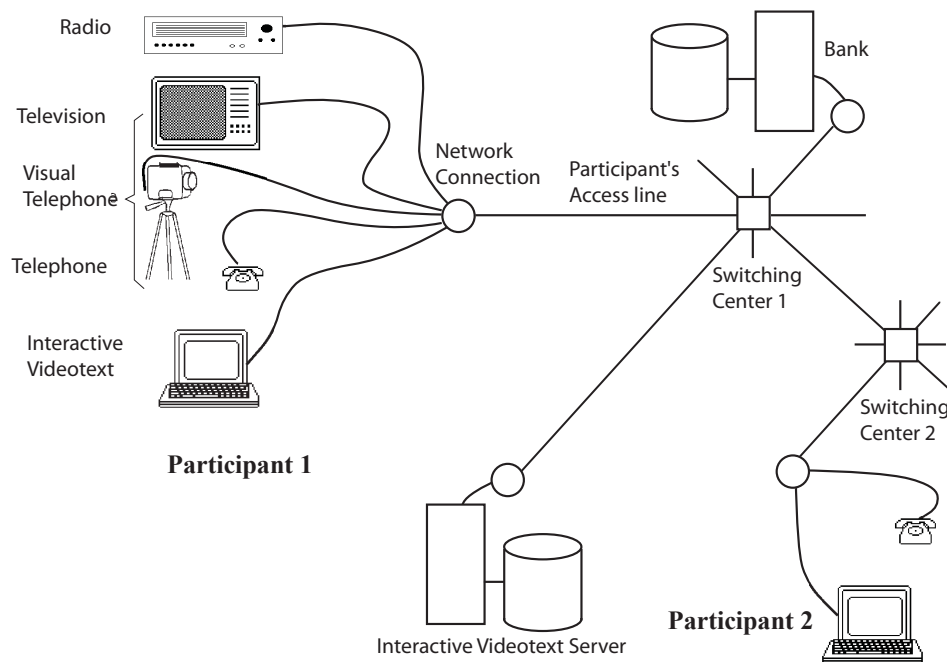 Radio
Television
Visual
Telephone
Telephone
Interactive
Videotext
Participant 1
Network
Connection
Participant's
Access line
Bank
Switching
Center 1
Switching
Center 2
Interactive Videotext Server
Participant 2